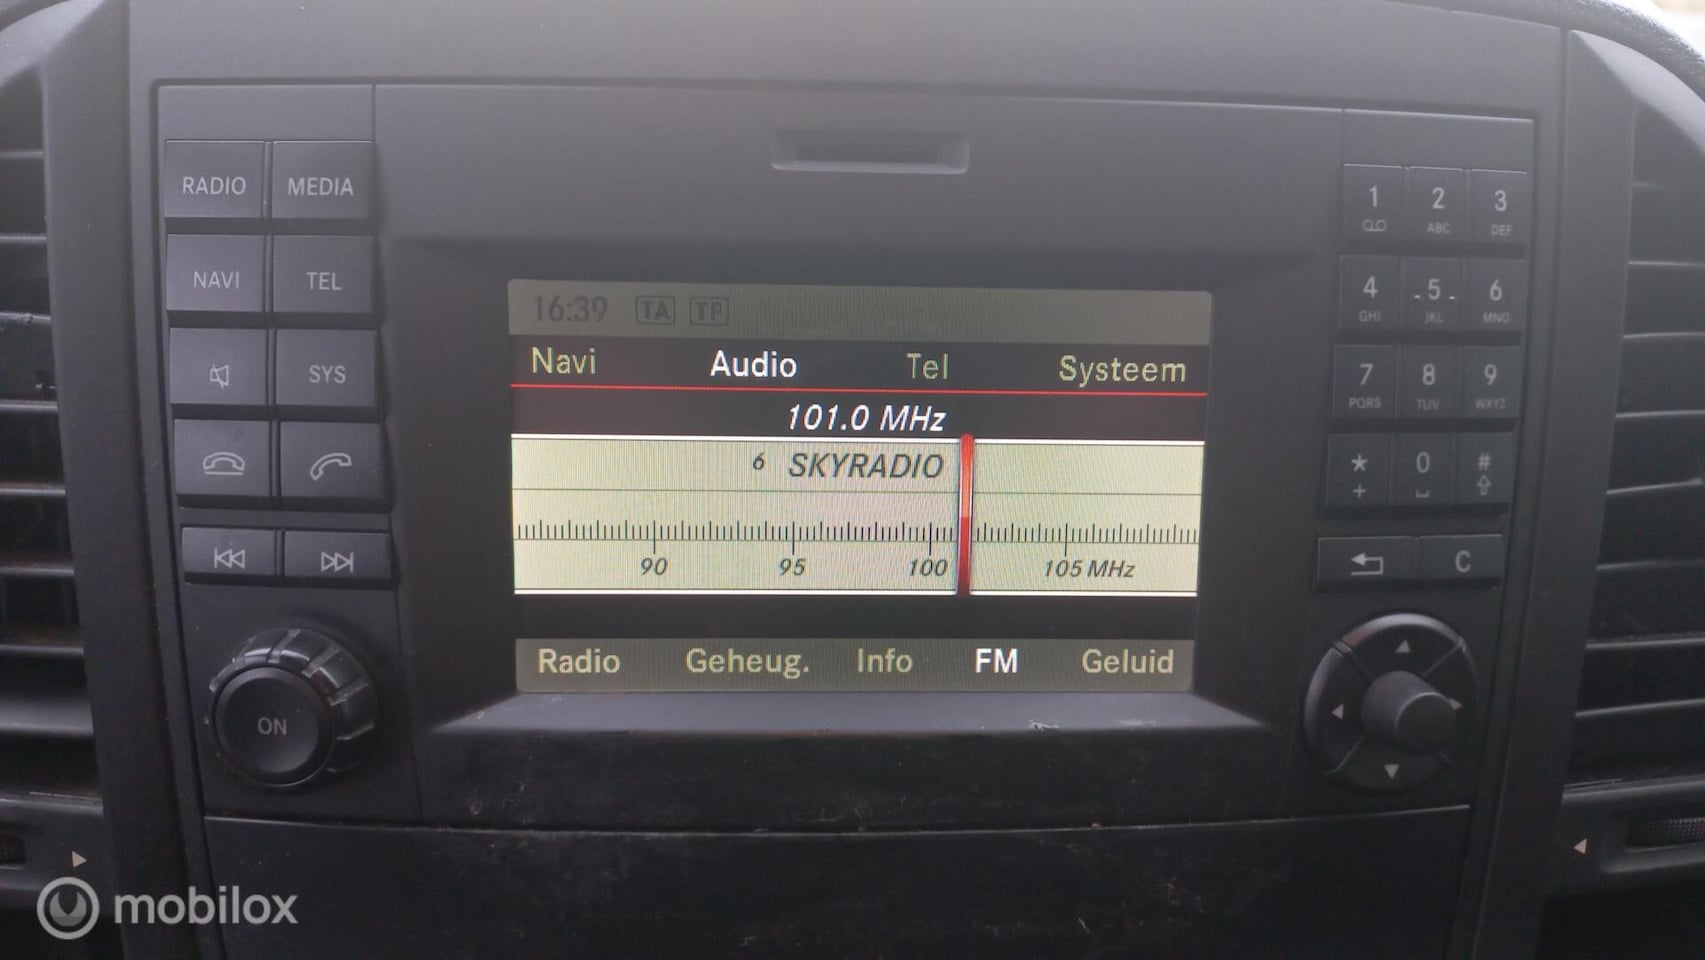 RADIO MEDIA
NAVI TEL
SYS
ON
16:39 TA TP
Navi Audio Tel Systeem
101.0 MHz
6 SKYRADIO
90 95 100 105 MHz
Radio Geheug. Info FM Geluid
1 2 3
ABC DEF
4 5 6
GHI JKL MNO
7 8 9
PQRS TUV WXYZ
* 0 #
+
C
mobilox